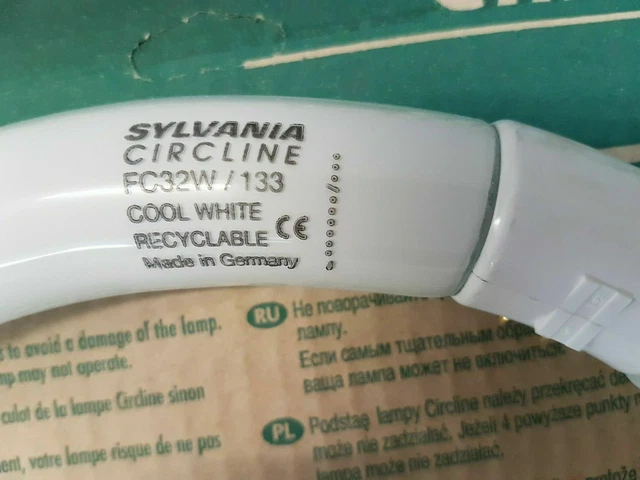 SYLVANIA
CIRCLINE
FC32W/133
COOL WHITE
RECYCLABLE CE
Made in Germany
to avoid a damage of the lamp.
may not operate.
culot de la lampe Circline sinon
votre lampe risque de ne pas
RU Не поворачивай
лампу.
Если самым тщательным
ваша лампа может не включиться.
PL Podstaę lampy Circline należy przekręcać
może nie zadziałać. Jeżeli 4 powyższe punkty
może nie zadziałać.
lampa może